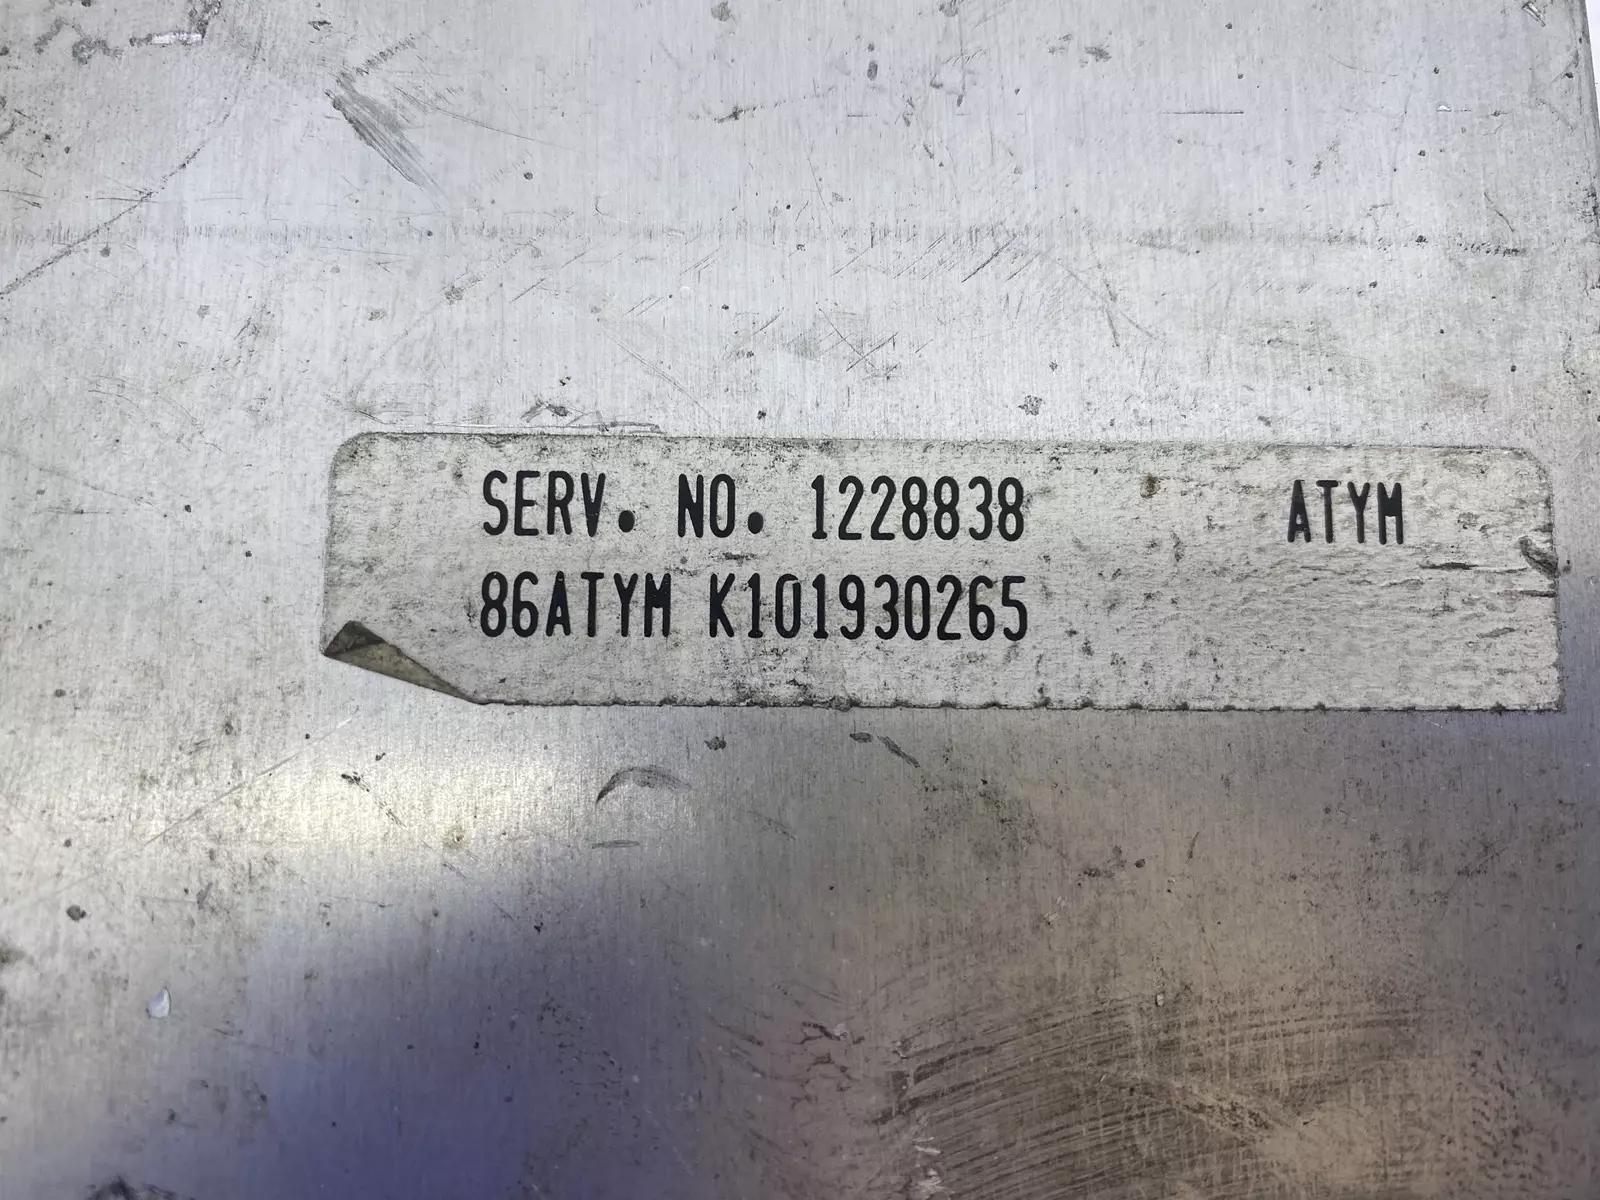 SERV. NO. 1228838 ATYM
86ATYM K101930265